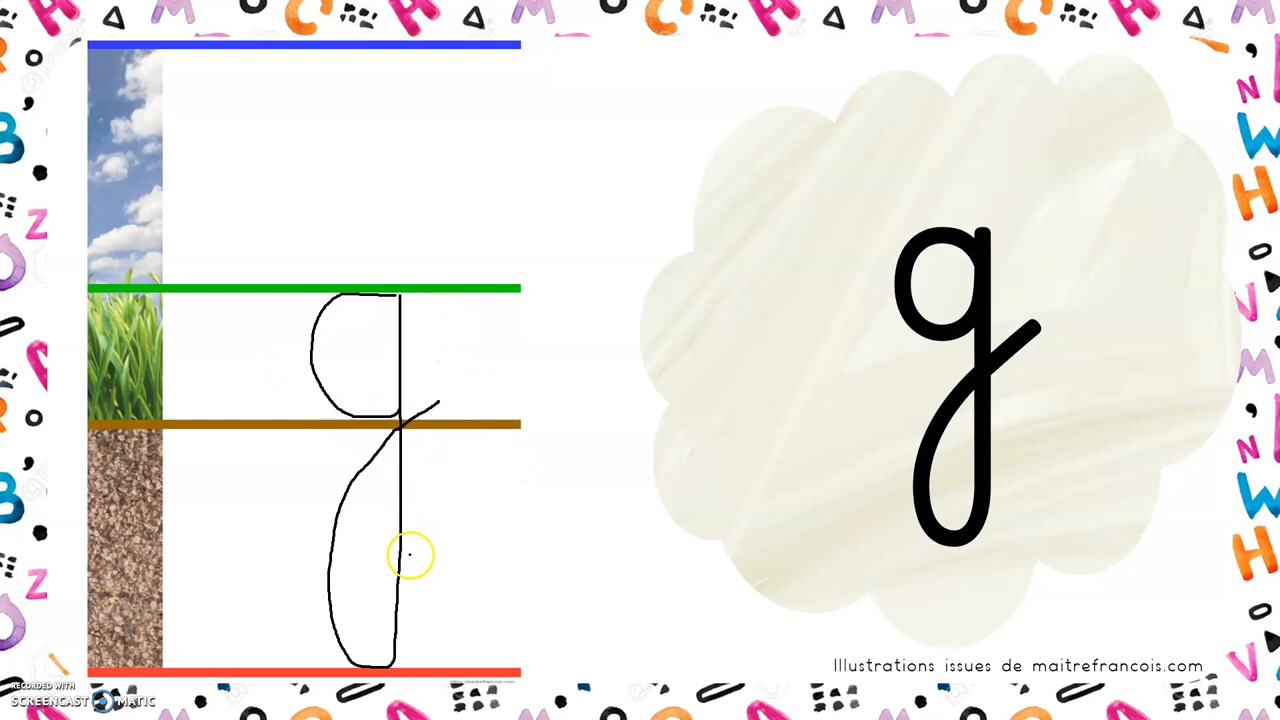 g
g
Illustrations issues de maitrefrancois.com
RECORDED WITH
SCREENCAST MATIC